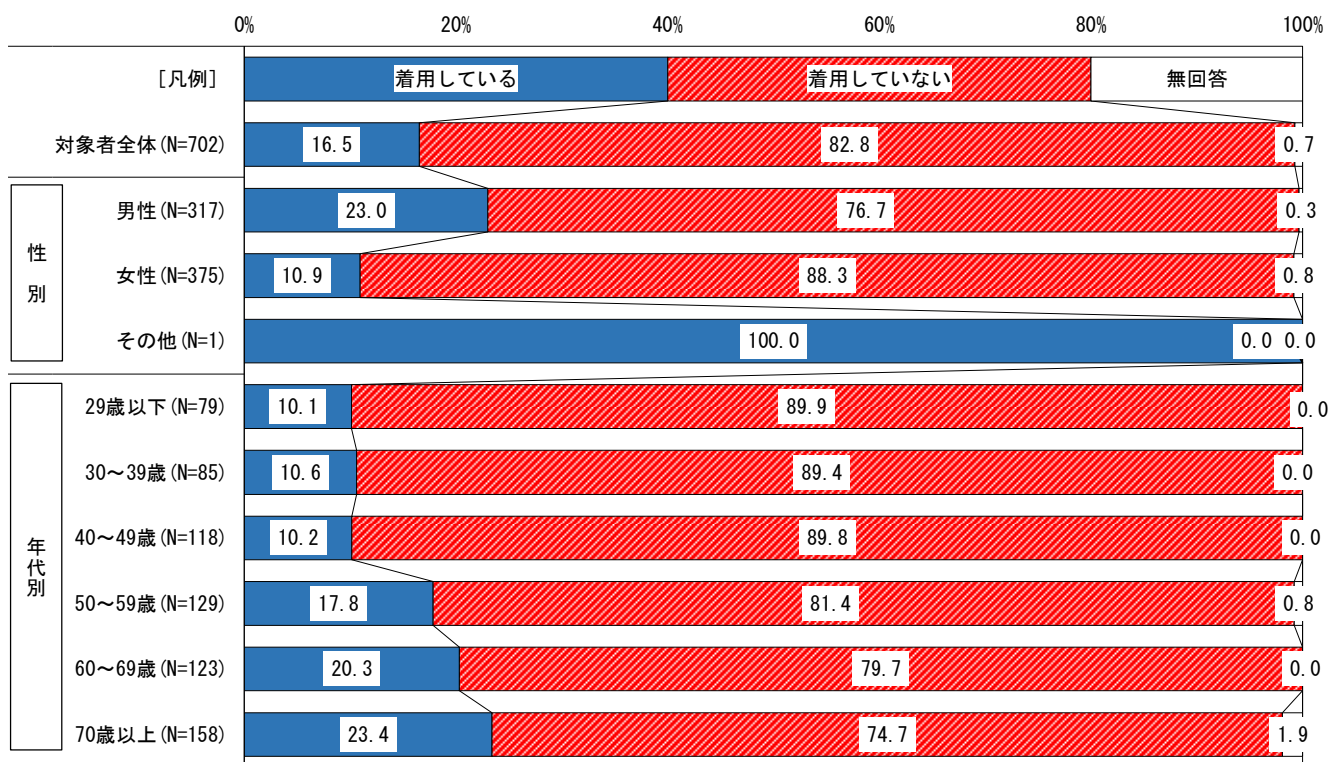 0% 20% 40% 60% 80% 100%
[凡例] 着用している 着用していない 無回答
対象者全体(N=702) 16.5 82.8 0.7
性別
男性(N=317) 23.0 76.7 0.3
女性(N=375) 10.9 88.3 0.8
その他(N=1) 100.0 0.0 0.0
年代別
29歳以下(N=79) 10.1 89.9 0.0
30～39歳(N=85) 10.6 89.4 0.0
40～49歳(N=118) 10.2 89.8 0.0
50～59歳(N=129) 17.8 81.4 0.8
60～69歳(N=123) 20.3 79.7 0.0
70歳以上(N=158) 23.4 74.7 1.9